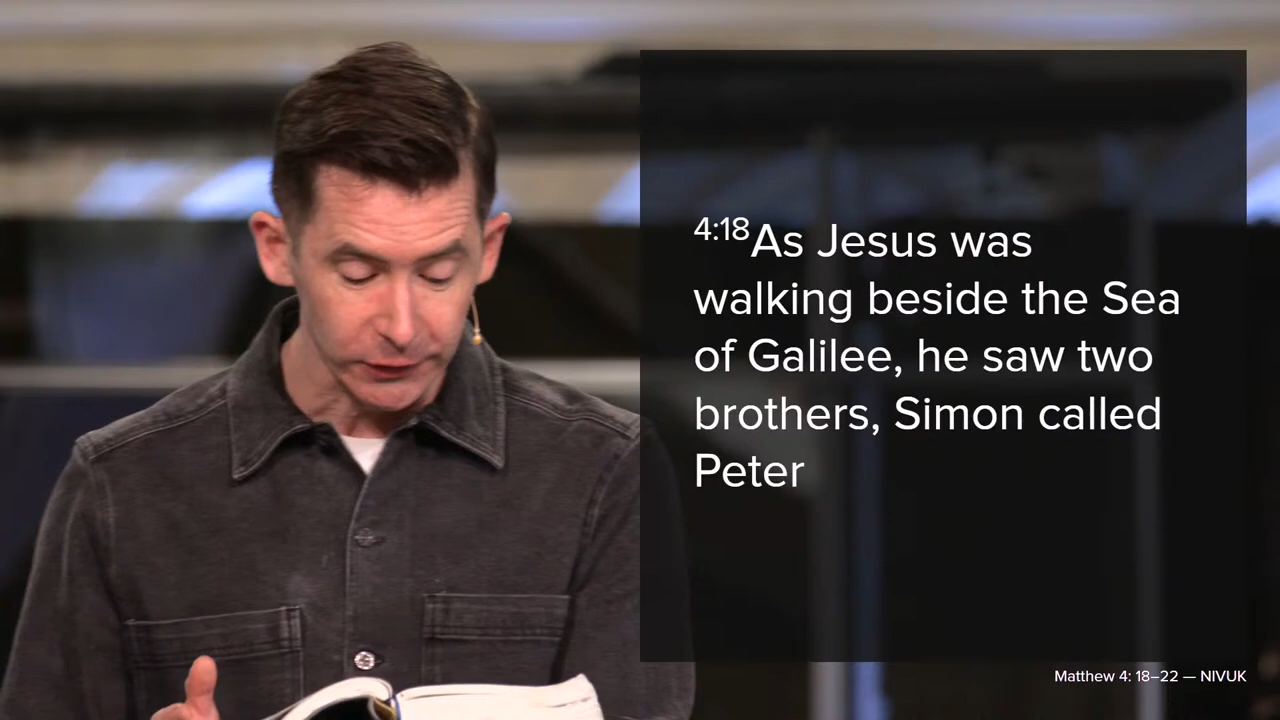 4:18As Jesus was
walking beside the Sea
of Galilee, he saw two
brothers, Simon called
Peter
Matthew 4: 18–22 — NIVUK